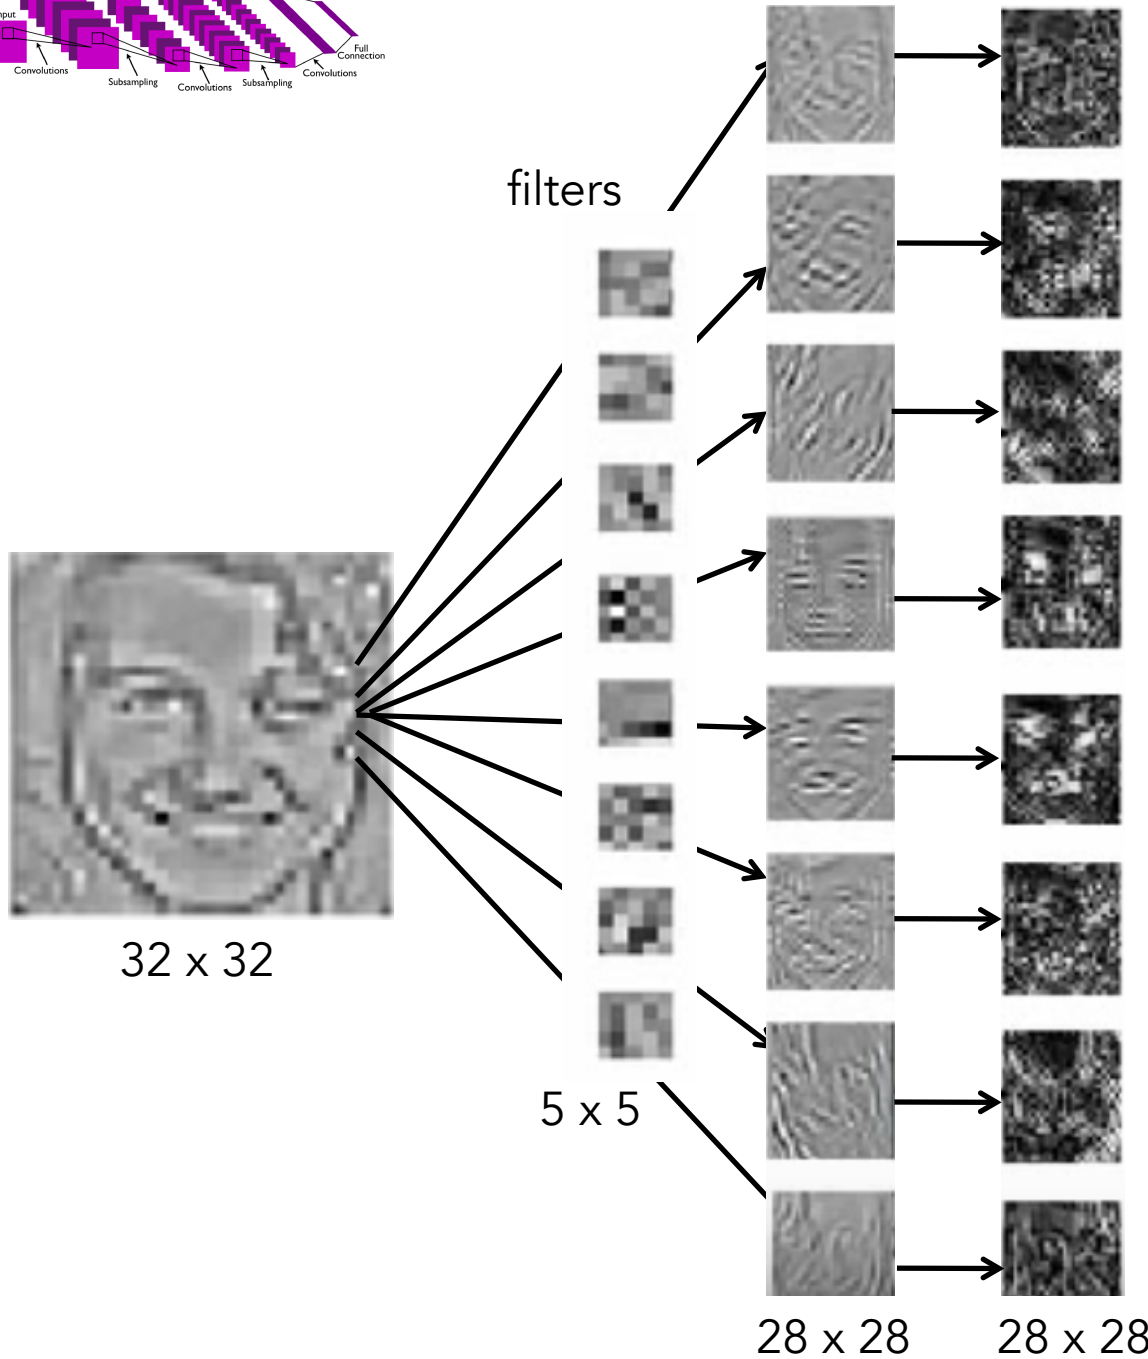 Convolutions
Subsampling
Convolutions
Subsampling
Convolutions
Full
Connection
filters
32 x 32
5 x 5
28 x 28
28 x 28